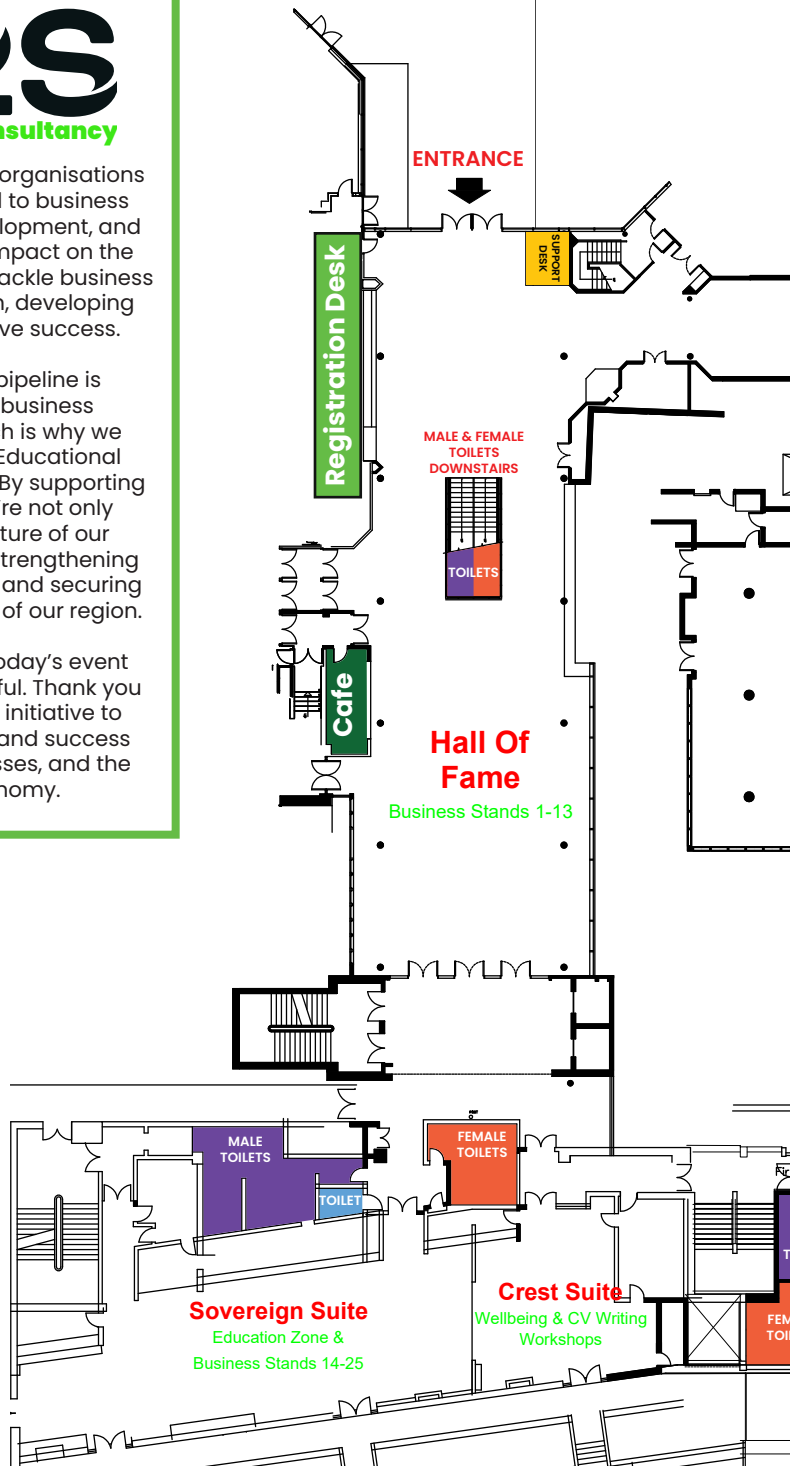 2S
nsultancy
organisations
to business
lopment, and
mpact on the
ackle business
n, developing
ve success.
pipeline is
business
h is why we
Educational
By supporting
're not only
ture of our
trengthening
and securing
of our region.
oday's event
ful. Thank you
initiative to
and success
sses, and the
nomy.
ENTRANCE
SUPPORT
DESK
Registration Desk
MALE & FEMALE
TOILETS
DOWNSTAIRS
TOILETS
Cafe
Hall Of
Fame
Business Stands 1-13
MALE
TOILETS
TOILET
FEMALE
TOILETS
Sovereign Suite
Education Zone &
Business Stands 14-25
Crest Suite
Wellbeing & CV Writing
Workshops
T
FEM
TOI